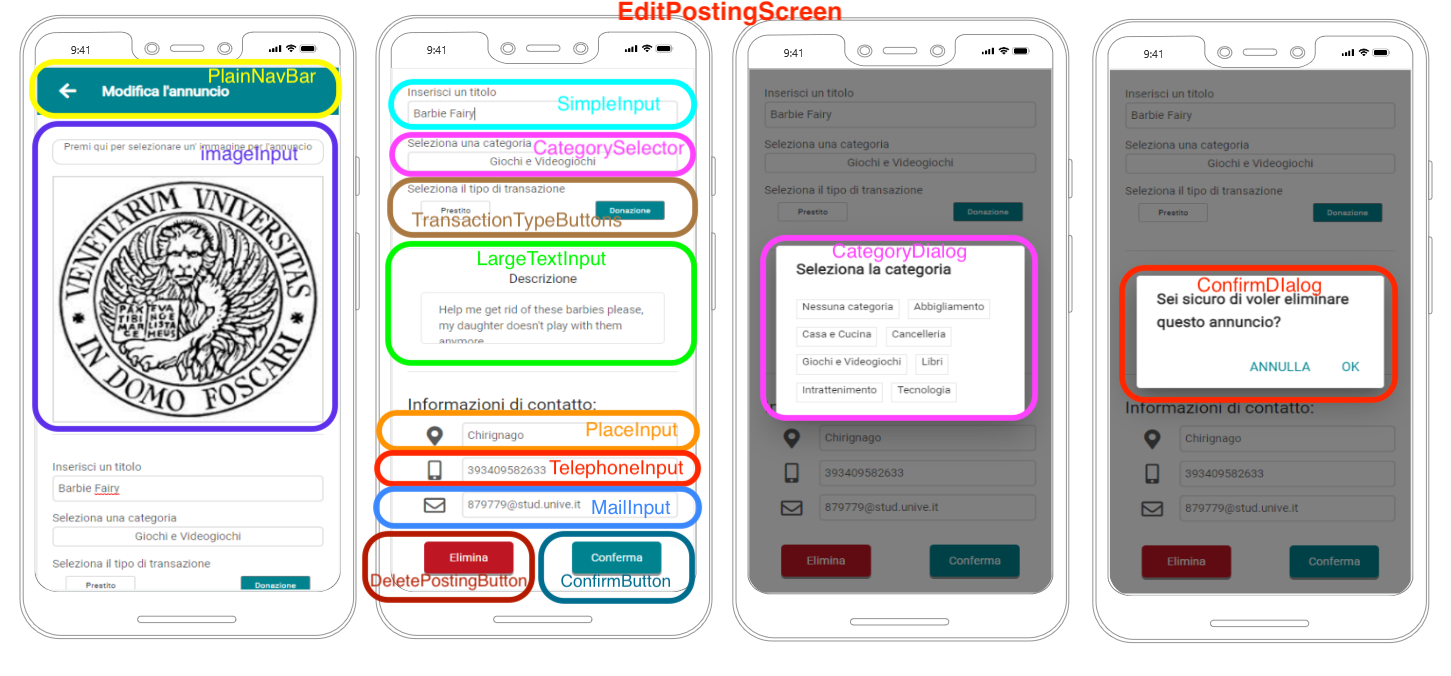 EditPostingScreen
9:41
PlainNavBar
Modifica l'annuncio
Premi qui per selezionare un' immagine per l'annuncio
imageInput
VENETIARVM VNIVERSITAS
IN DOMO FOSCARI
PAX EVA
TIBI NGE
MAR LISTA
CE MEUS
Inserisci un titolo
Barbie Fairy
Seleziona una categoria
Giochi e Videogiochi
Seleziona il tipo di transazione
Prestito Donazione
9:41
Inserisci un titolo
SimpleInput
Barbie Fairy
Seleziona una categoria
CategorySelector
Giochi e Videogiochi
Seleziona il tipo di transazione
Prestito Donazione
TransactionTypeButtons
LargeTextInput
Descrizione
Help me get rid of these barbies please,
my daughter doesn't play with them
anymore
Informazioni di contatto:
Chirignago PlaceInput
393409582633 TelephoneInput
879779@stud.unive.it MailInput
Elimina Conferma
DeletePostingButton ConfirmButton
9:41
Inserisci un titolo
Barbie Fairy
Seleziona una categoria
Giochi e Videogiochi
Seleziona il tipo di transazione
Prestito Donazione
CategoryDialog
Seleziona la categoria
Nessuna categoria Abbigliamento
Casa e Cucina Cancelleria
Giochi e Videogiochi Libri
Intrattenimento Tecnologia
Chirignago
393409582633
879779@stud.unive.it
Elimina Conferma
9:41
Inserisci un titolo
Barbie Fairy
Seleziona una categoria
Giochi e Videogiochi
Seleziona il tipo di transazione
Prestito Donazione
ConfirmDIalog
Sei sicuro di voler eliminare
questo annuncio?
ANNULLA OK
Informazioni di contatto:
Chirignago
393409582633
879779@stud.unive.it
Elimina Conferma